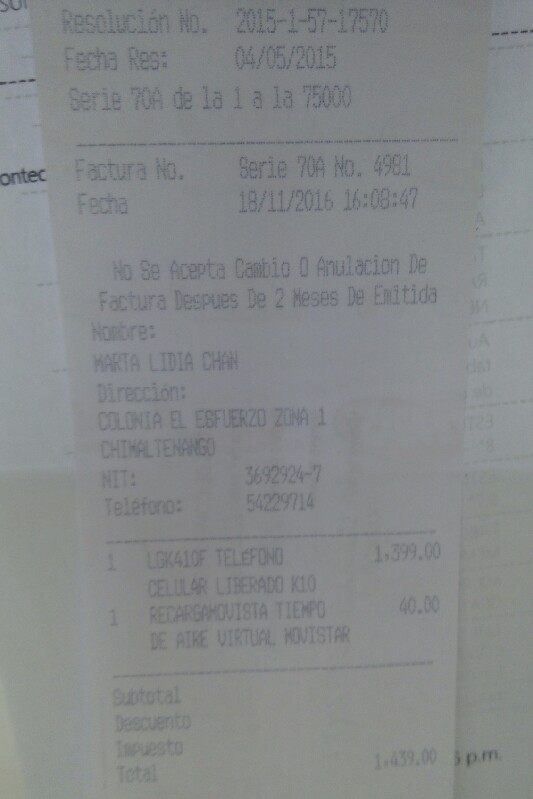 Resolución No. 2015-1-57-17570
Fecha Res: 04/05/2015
Serie 70A de la 1 a la 75000
Factura No. Serie 70A No. 4981
Fecha 18/11/2016 16:08:47
No Se Acepta Cambio O Anulacion De
Factura Despues De 2 Meses De Emitida
Nombre:
MARTA LIDIA CHAN
Dirección:
COLONIA EL ESFUERZO ZONA 1
CHIMALTENANGO
NIT: 3692924-7
Teléfono: 54229714
1 LGK410F TELEFONO 1,399.00
CELULAR LIBERADO K10
1 RECARGAMOVISTA TIEMPO 40.00
DE AIRE VIRTUAL MOVISTAR
Subtotal
Descuento
Impuesto
Total 1,439.00
p.m.